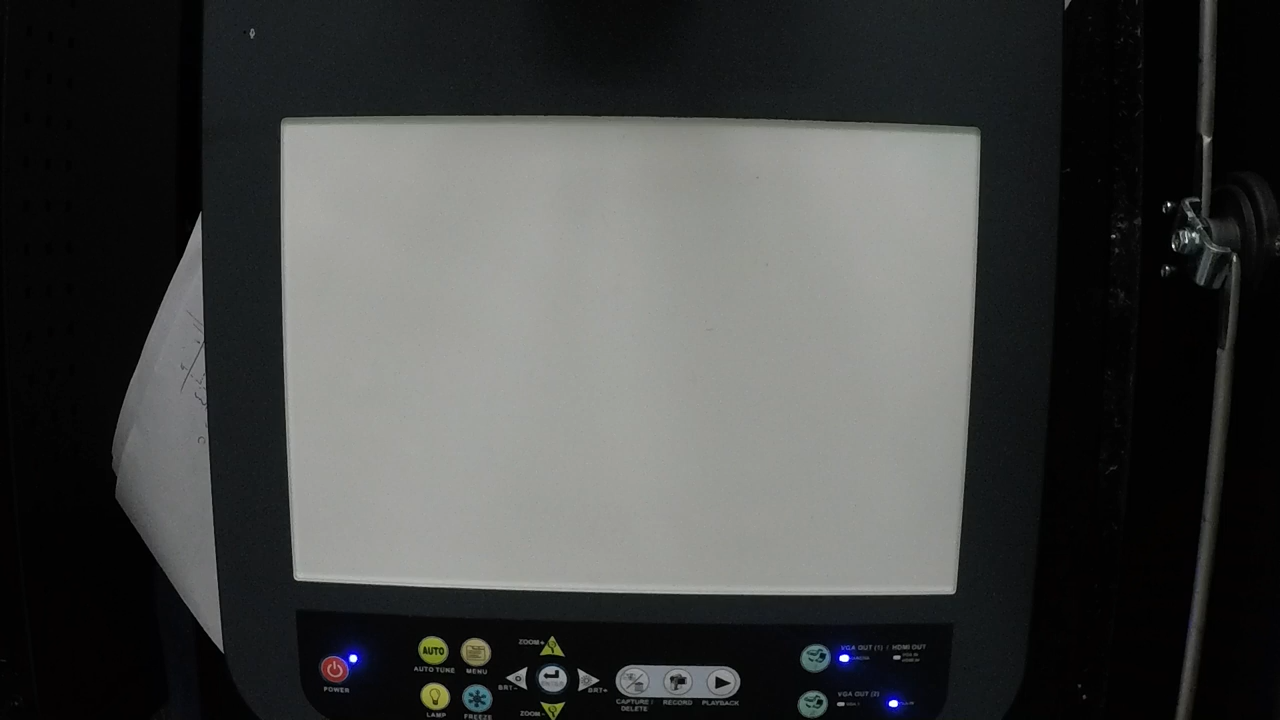 ZOOM+
AUTO
AUTO TUNE
MENU
POWER
BRT-
ENTER
BRT+
LAMP
FREEZE
ZOOM-
CAPTURE /
DELETE
RECORD
PLAYBACK
VGA OUT (1) / HDMI OUT
VGA OUT (2)